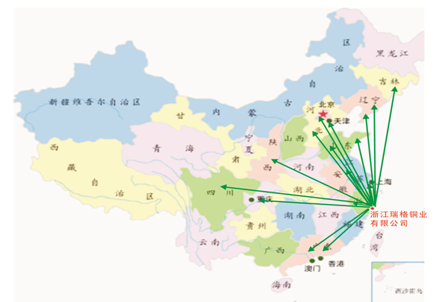 黑龙江
吉林
辽宁
内蒙古自治区
新疆维吾尔自治区
甘肃
北京
天津
河北
山西
山东
宁夏
陕西
青海
西藏自治区
河南
安徽
上海
四川
重庆
湖北
浙江瑞格铜业
有限公司
湖南
江西
福建
贵州
云南
广西
台湾
香港
澳门
海南